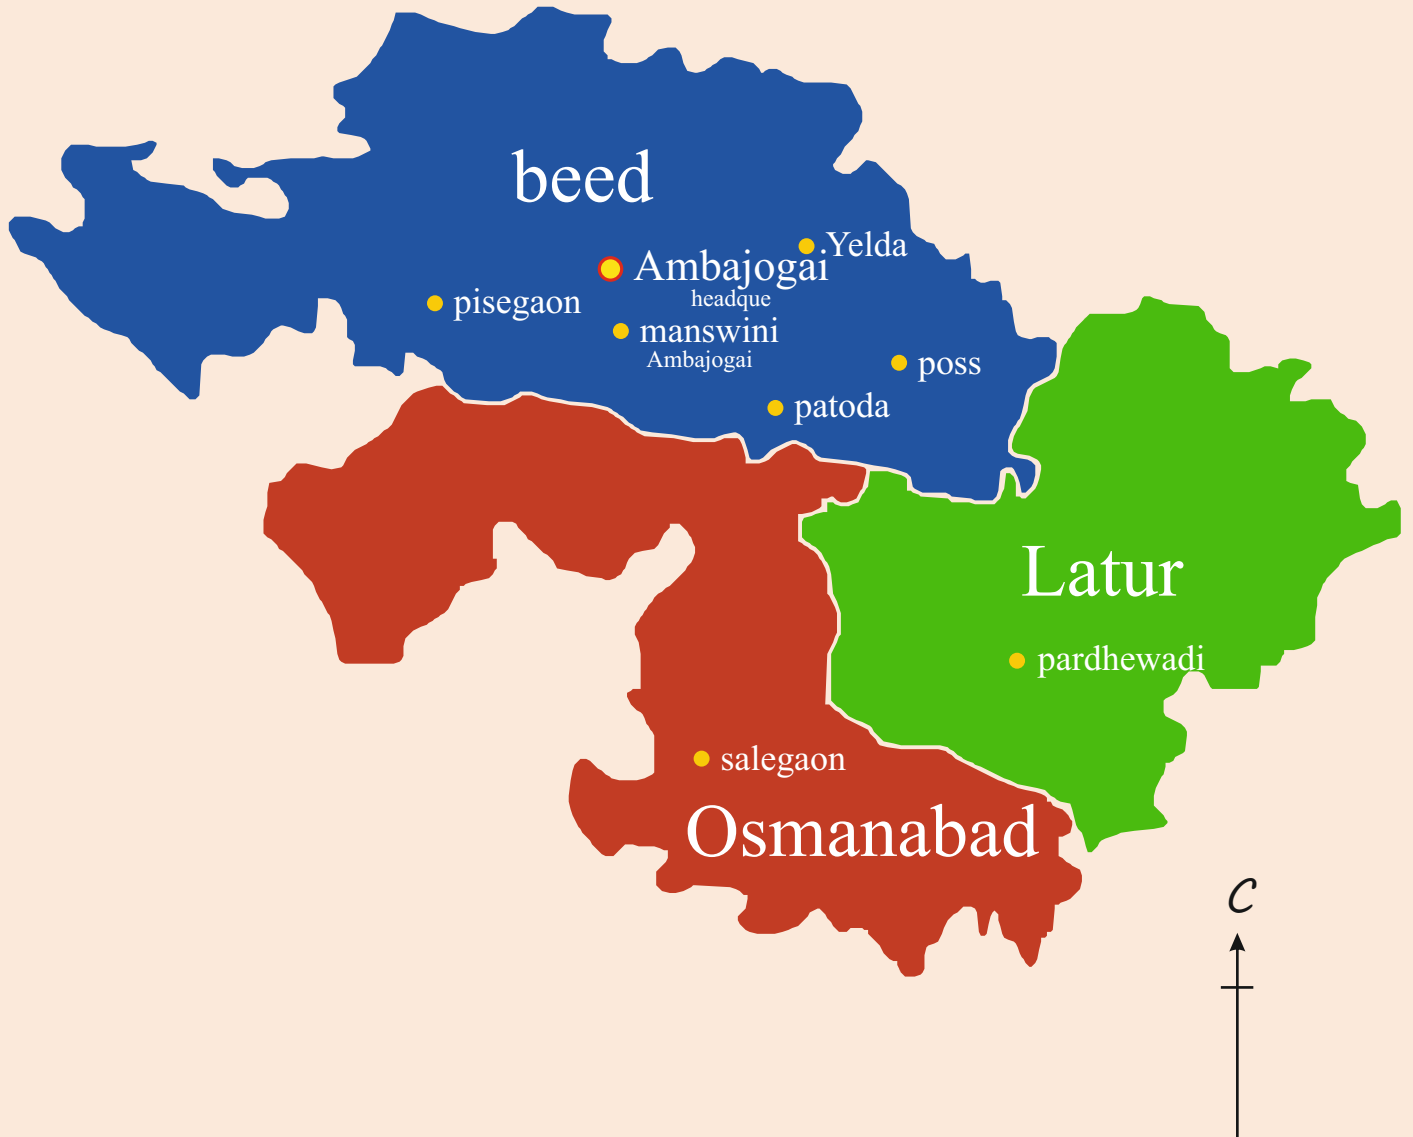 beed
Yelda
Ambajogai
headque
pisegaon
manswini
Ambajogai
poss
patoda
Latur
pardhewadi
salegaon
Osmanabad
C